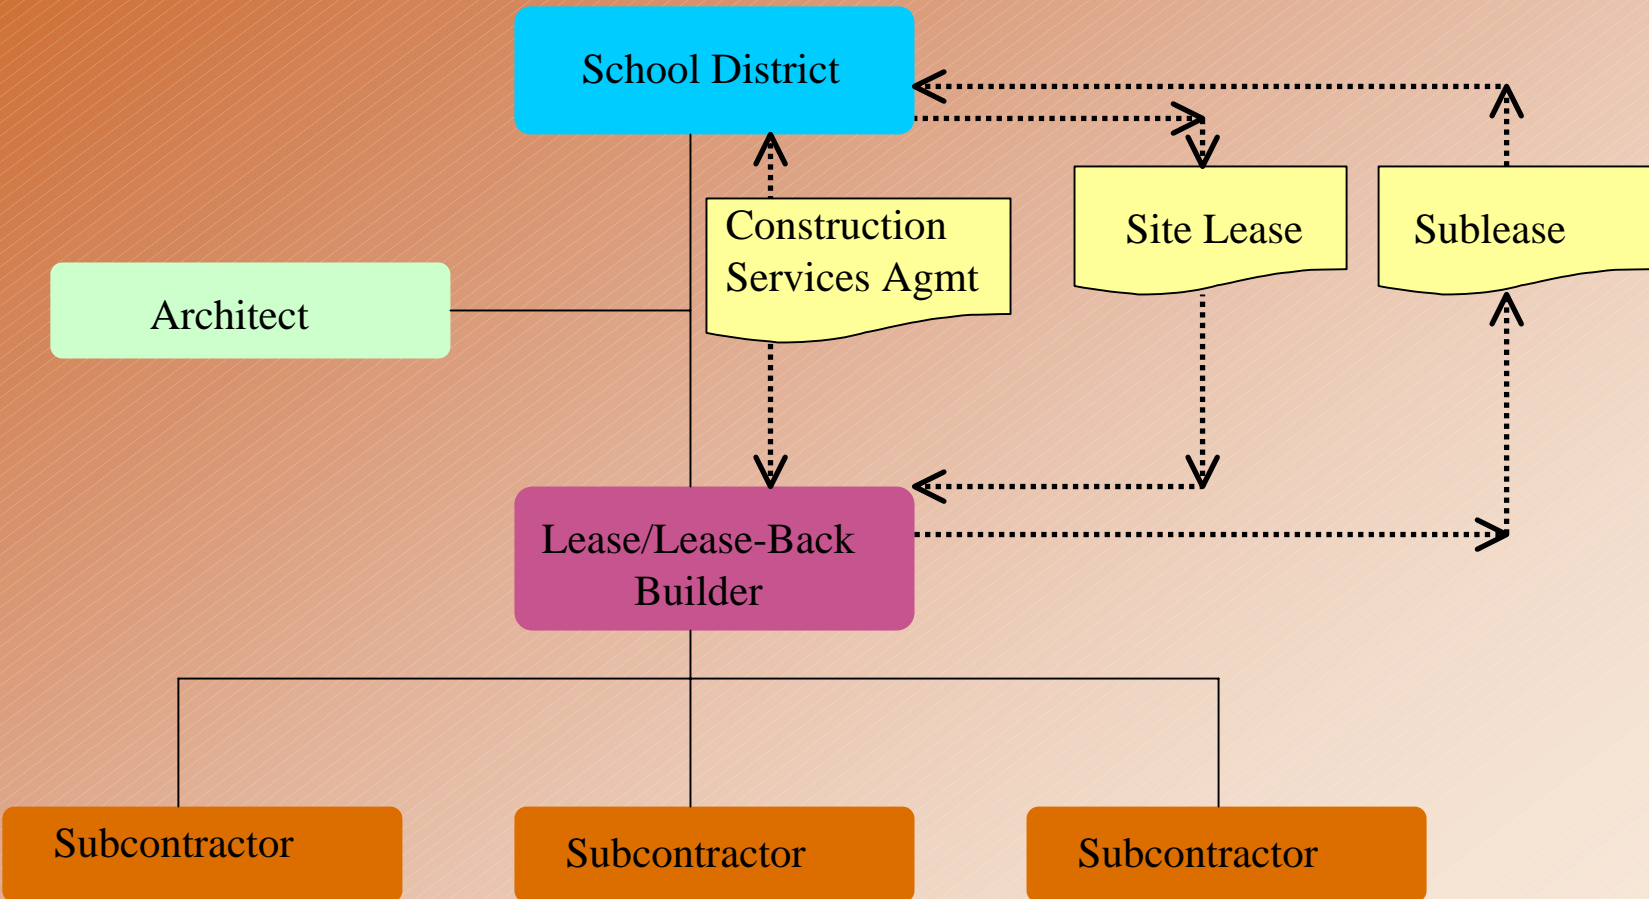 School District
Construction
Services Agmt
Site Lease
Sublease
Architect
Lease/Lease-Back
Builder
Subcontractor
Subcontractor
Subcontractor